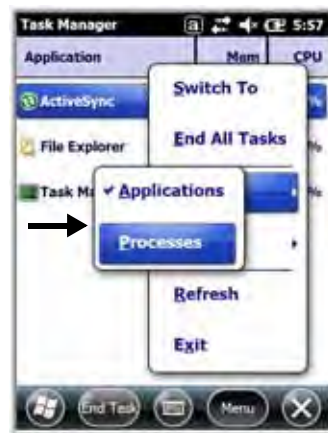 Task Manager a 5:57
Application Mem CPU
Switch To
ActiveSync %
End All Tasks
File Explorer %
Applications
Task Ma %
Processes
Refresh
Exit
End Task Menu